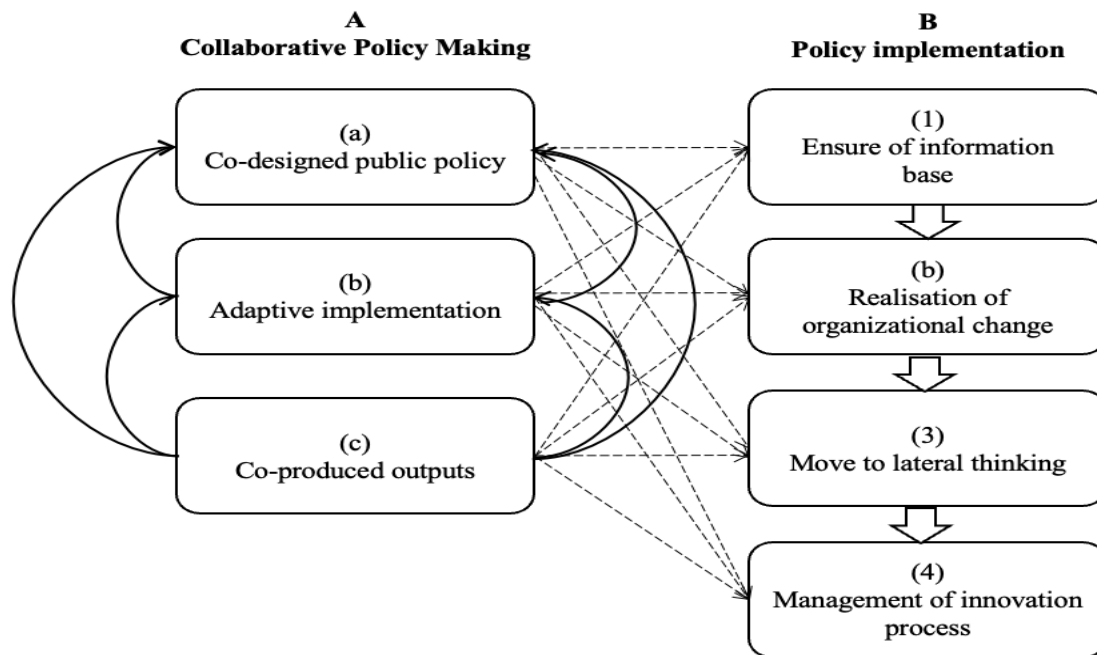 A
Collaborative Policy Making
(a)
Co-designed public policy
(b)
Adaptive implementation
(c)
Co-produced outputs
B
Policy implementation
(1)
Ensure of information
base
(b)
Realisation of
organizational change
(3)
Move to lateral thinking
(4)
Management of innovation
process